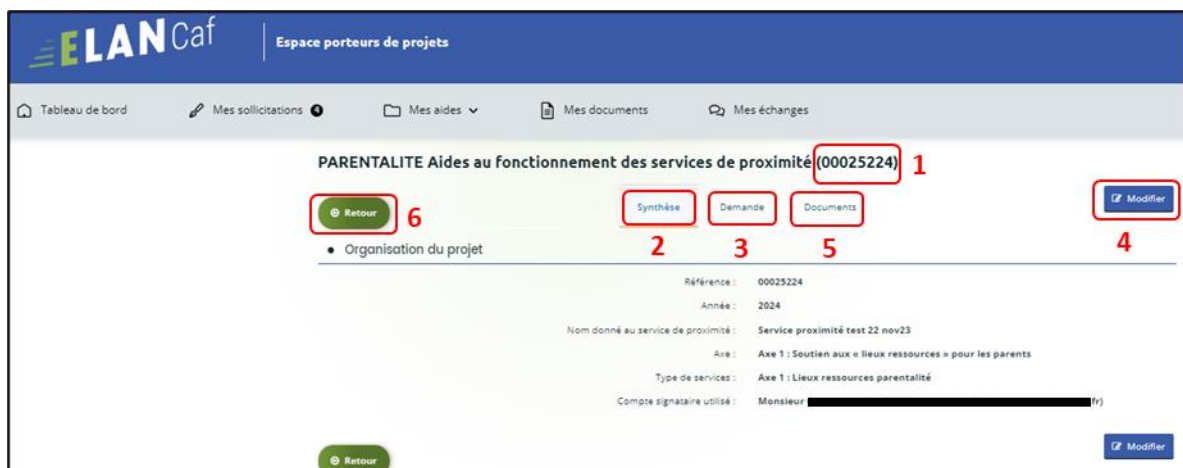 ELANCaf Espace porteurs de projets
Tableau de bord Mes sollicitations 4 Mes aides Mes documents Mes échanges
PARENTALITE Aides au fonctionnement des services de proximité (00025224) 1
Retour 6 Synthèse Demande Documents Modifier
2 3 5 4
• Organisation du projet
Référence : 00025224
Année : 2024
Nom donné au service de proximité : Service proximité test 22 nov23
Axe : Axe 1 : Soutien aux « lieux ressources » pour les parents
Type de services : Axe 1 : Lieux ressources parentalité
Compte signataire utilisé : Monsieur fr)
Modifier
Retour